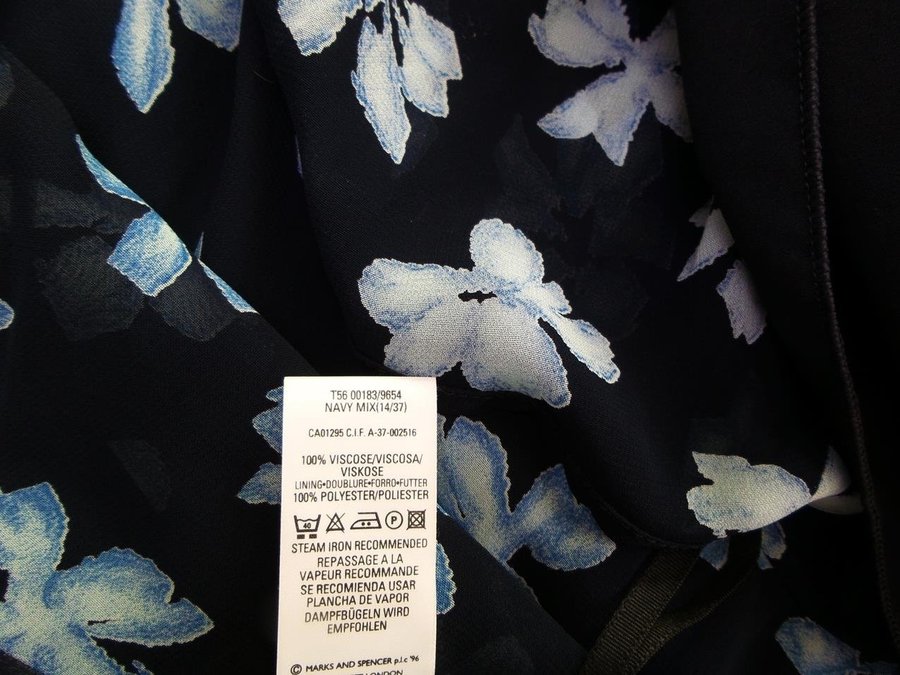 T56 00183/9654
NAVY MIX(14/37)
CA01295 C.I.F. A-37-002516
100% VISCOSE/VISCOSA/
VISKOSE
LINING•DOUBLURE•FORRO•FUTTER
100% POLYESTER/POLIESTER
40 P
STEAM IRON RECOMMENDED
REPASSAGE A LA
VAPEUR RECOMMANDE
SE RECOMIENDA USAR
PLANCHA DE VAPOR
DAMPFBÜGELN WIRD
EMPFOHLEN
© MARKS AND SPENCER p.l.c '96
LONDON